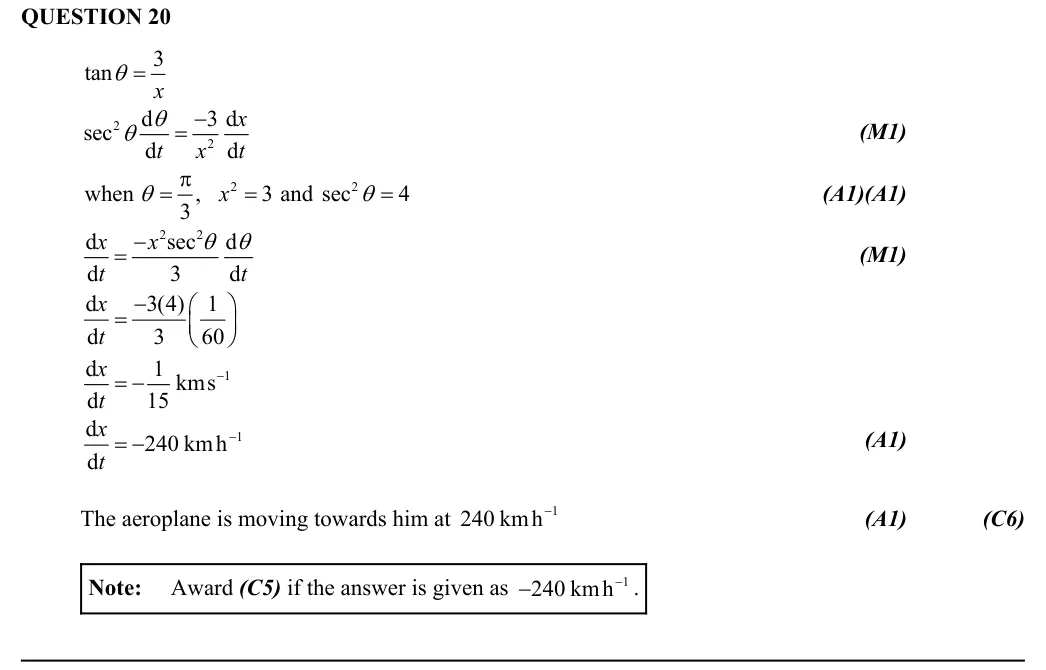 QUESTION 20
tan θ = 3/x
sec² θ dθ/dt = −3/x² dx/dt (M1)
when θ = π/3, x² = 3 and sec² θ = 4 (A1)(A1)
dx/dt = −x²sec²θ/3 dθ/dt (M1)
dx/dt = −3(4)/3 (1/60)
dx/dt = −1/15 km s⁻¹
dx/dt = −240 km h⁻¹ (A1)
The aeroplane is moving towards him at 240 km h⁻¹ (A1) (C6)
Note: Award (C5) if the answer is given as −240 km h⁻¹ .